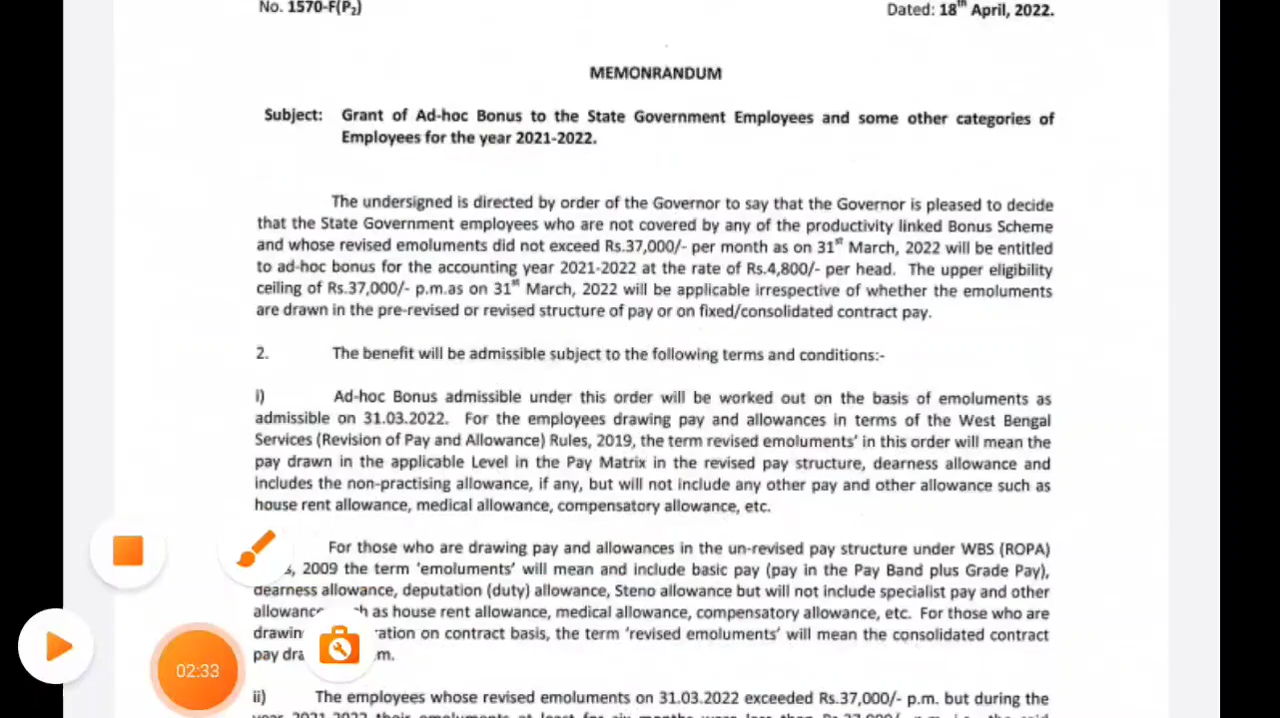 No. 1570-F(P₂)
Dated: 18th April, 2022.
MEMONRANDUM
Subject: Grant of Ad-hoc Bonus to the State Government Employees and some other categories of
Employees for the year 2021-2022.
The undersigned is directed by order of the Governor to say that the Governor is pleased to decide
that the State Government employees who are not covered by any of the productivity linked Bonus Scheme
and whose revised emoluments did not exceed Rs.37,000/- per month as on 31st March, 2022 will be entitled
to ad-hoc bonus for the accounting year 2021-2022 at the rate of Rs.4,800/- per head. The upper eligibility
ceiling of Rs.37,000/- p.m.as on 31st March, 2022 will be applicable irrespective of whether the emoluments
are drawn in the pre-revised or revised structure of pay or on fixed/consolidated contract pay.
2. The benefit will be admissible subject to the following terms and conditions:-
i) Ad-hoc Bonus admissible under this order will be worked out on the basis of emoluments as
admissible on 31.03.2022. For the employees drawing pay and allowances in terms of the West Bengal
Services (Revision of Pay and Allowance) Rules, 2019, the term revised emoluments' in this order will mean the
pay drawn in the applicable Level in the Pay Matrix in the revised pay structure, dearness allowance and
includes the non-practising allowance, if any, but will not include any other pay and other allowance such as
house rent allowance, medical allowance, compensatory allowance, etc.
For those who are drawing pay and allowances in the un-revised pay structure under WBS (ROPA)
2009 the term 'emoluments' will mean and include basic pay (pay in the Pay Band plus Grade Pay),
dearness allowance, deputation (duty) allowance, Steno allowance but will not include specialist pay and other
as house rent allowance, medical allowance, compensatory allowance, etc. For those who are
on contract basis, the term 'revised emoluments' will mean the consolidated contract
pay
02:33
ii) The employees whose revised emoluments on 31.03.2022 exceeded Rs.37,000/- p.m. but during the